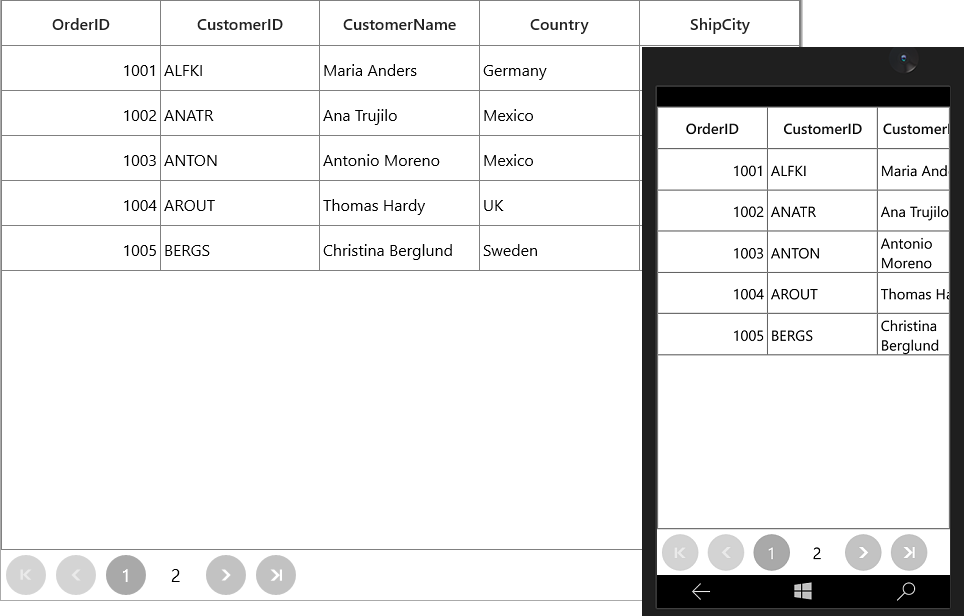 OrderID CustomerID CustomerName Country ShipCity
1001 ALFKI Maria Anders Germany
1002 ANATR Ana Trujilo Mexico
1003 ANTON Antonio Moreno Mexico
1004 AROUT Thomas Hardy UK
1005 BERGS Christina Berglund Sweden
1 2
OrderID CustomerID Customer
1001 ALFKI Maria And
1002 ANATR Ana Trujilo
1003 ANTON Antonio
Moreno
1004 AROUT Thomas Ha
1005 BERGS Christina
Berglund
1 2